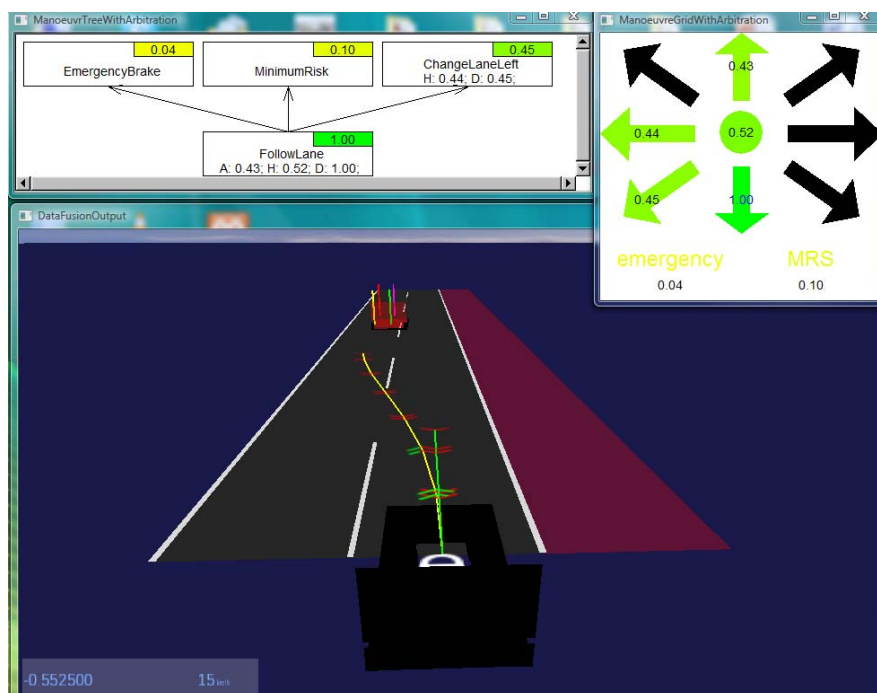 ManoeuvrTreeWithArbitration
0.04
EmergencyBrake
0.10
MinimumRisk
0.45
ChangeLaneLeft
H: 0.44; D: 0.45;
1.00
FollowLane
A: 0.43; H: 0.52; D: 1.00;
ManoeuvreGridWithArbitration
0.43
0.44
0.52
0.45
1.00
emergency
MRS
0.04
0.10
DataFusionOutput
-0.552500
15 km/h